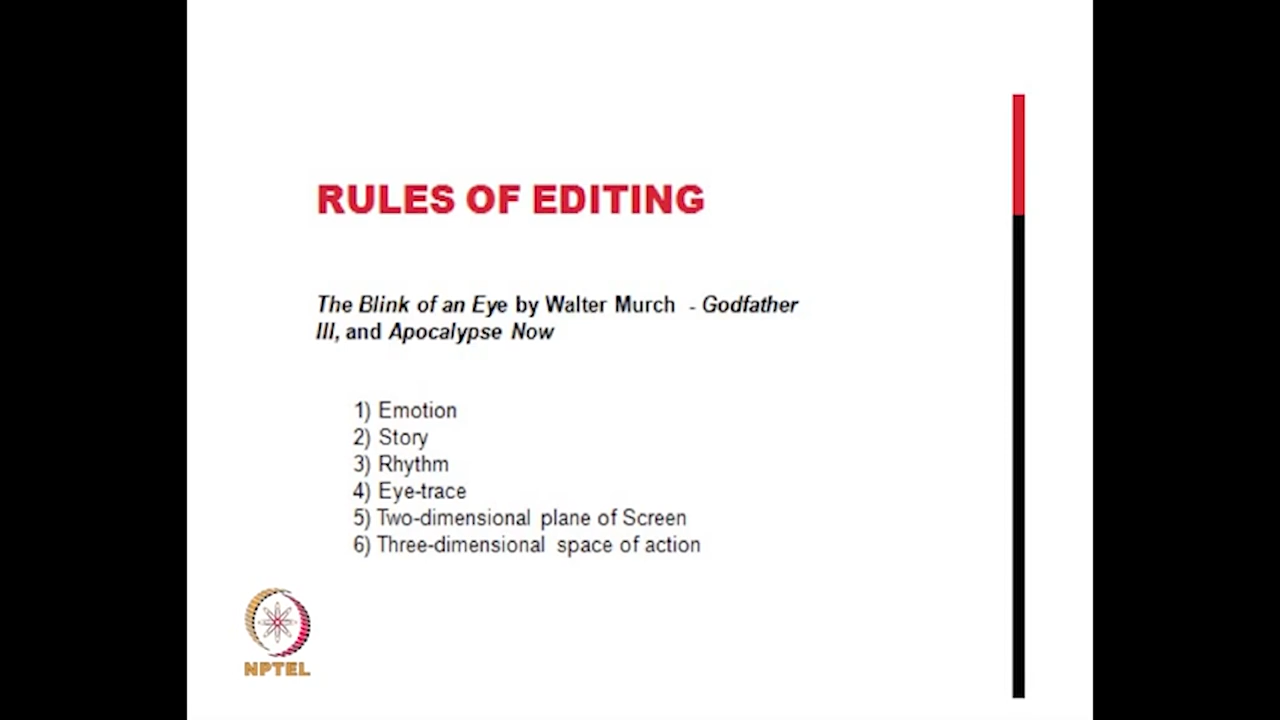 RULES OF EDITING
The Blink of an Eye by Walter Murch - Godfather
III, and Apocalypse Now
1) Emotion
2) Story
3) Rhythm
4) Eye-trace
5) Two-dimensional plane of Screen
6) Three-dimensional space of action
NPTEL